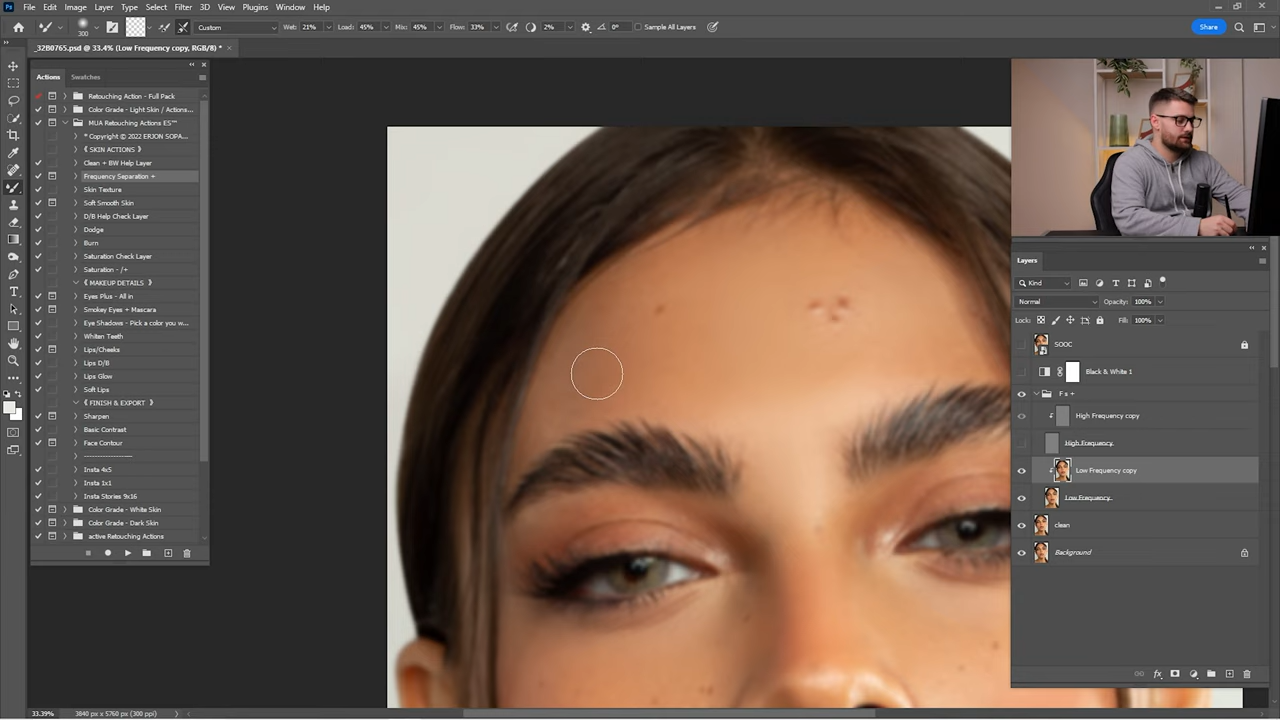 File Edit Image Layer Type Select Filter 3D View Plugins Window Help
300 Custom Wet: 21% Load: 45% Mix: 45% Flow: 33% 2% 0° Sample All Layers Share
_32B0765.psd @ 33.4% (Low Frequency copy, RGB/8) *
Actions Swatches
Retouching Action - Full Pack
Color Grade - Light Skin / Actions...
MUA Retouching Actions ES™
* Copyright © 2022 ERJON SOPA...
《 SKIN ACTIONS 》
Clean + BW Help Layer
Frequency Separation +
Skin Texture
Soft Smooth Skin
D/B Help Check Layer
Dodge
Burn
Saturation Check Layer
Saturation - /+
《 MAKEUP DETAILS 》
Eyes Plus - All in
Smokey Eyes + Mascara
Eye Shadows - Pick a color you w...
Whiten Teeth
Lips/Cheeks
Lips D/B
Lips Glow
Soft Lips
《 FINISH & EXPORT 》
Sharpen
Basic Contrast
Face Contour
--------------------
Insta 4x5
Insta 1x1
Insta Stories 9x16
Color Grade - White Skin
Color Grade - Dark Skin
active Retouching Actions
Layers
Kind
Normal Opacity: 100%
Lock: Fill: 100%
SOOC
Black & White 1
F s +
High Frequency copy
High Frequency
Low Frequency copy
Low Frequency
clean
Background
33.39% 3840 px x 5760 px (300 ppi)